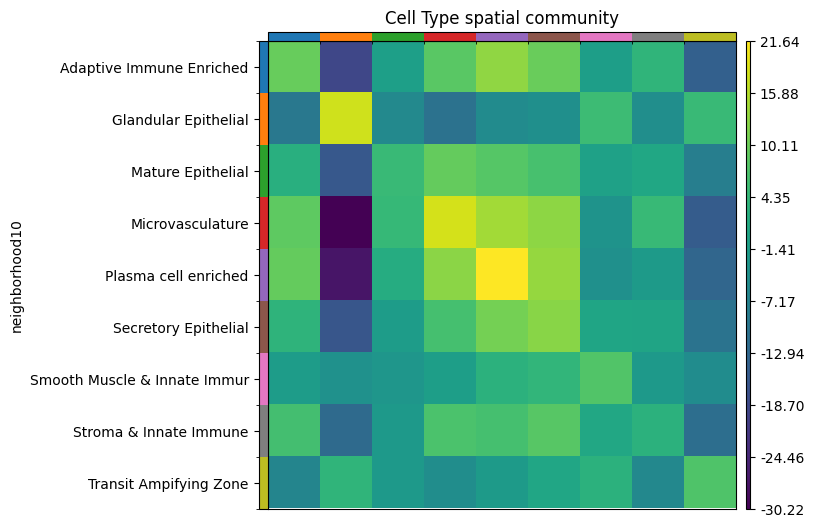 Cell Type spatial community
neighborhood10
Adaptive Immune Enriched
Glandular Epithelial
Mature Epithelial
Microvasculature
Plasma cell enriched
Secretory Epithelial
Smooth Muscle & Innate Immur
Stroma & Innate Immune
Transit Ampifying Zone
21.64
15.88
10.11
4.35
-1.41
-7.17
-12.94
-18.70
-24.46
-30.22